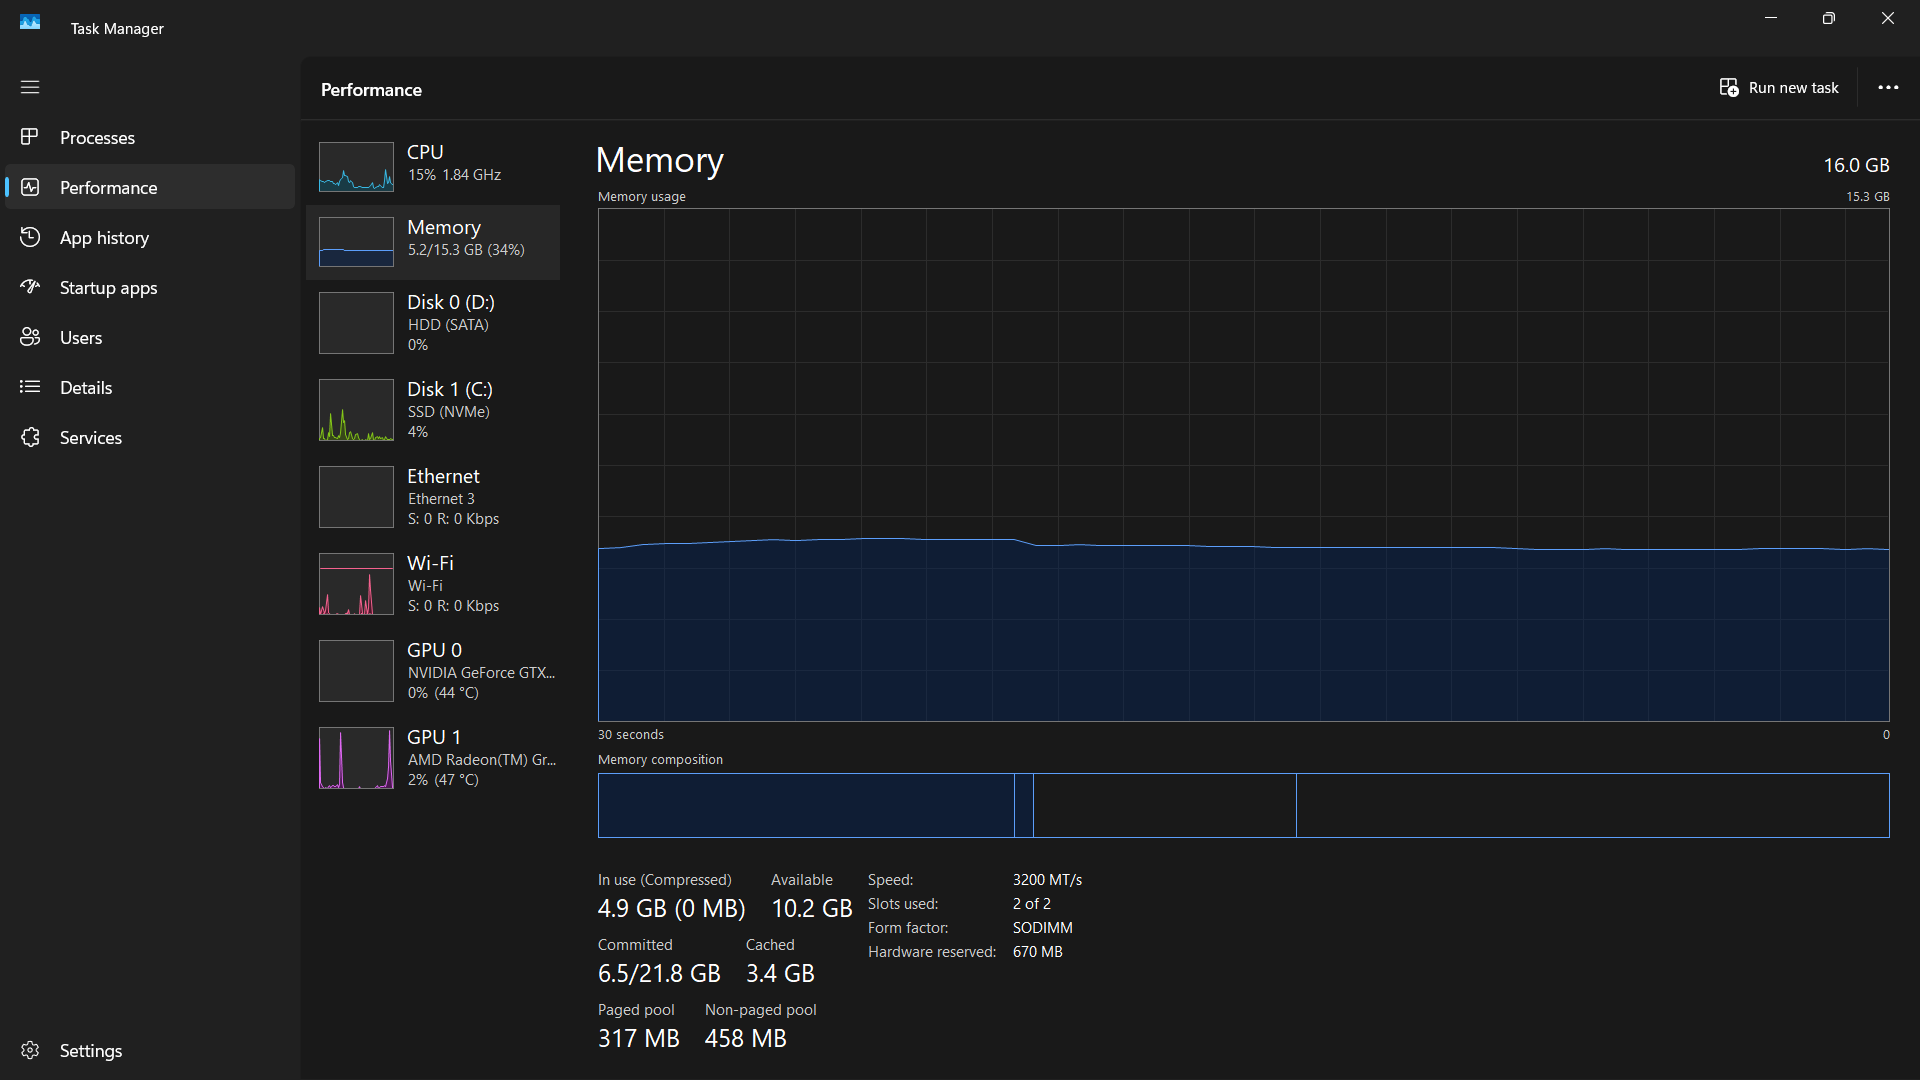 Task Manager
Processes
Performance
App history
Startup apps
Users
Details
Services
Settings
Performance
Run new task
CPU
15% 1.84 GHz
Memory
5.2/15.3 GB (34%)
Disk 0 (D:)
HDD (SATA)
0%
Disk 1 (C:)
SSD (NVMe)
4%
Ethernet
Ethernet 3
S: 0 R: 0 Kbps
Wi-Fi
Wi-Fi
S: 0 R: 0 Kbps
GPU 0
NVIDIA GeForce GTX...
0% (44 °C)
GPU 1
AMD Radeon(TM) Gr...
2% (47 °C)
Memory
16.0 GB
Memory usage
15.3 GB
30 seconds
0
Memory composition
In use (Compressed)
4.9 GB (0 MB)
Available
10.2 GB
Committed
6.5/21.8 GB
Cached
3.4 GB
Paged pool
317 MB
Non-paged pool
458 MB
Speed: 3200 MT/s
Slots used: 2 of 2
Form factor: SODIMM
Hardware reserved: 670 MB